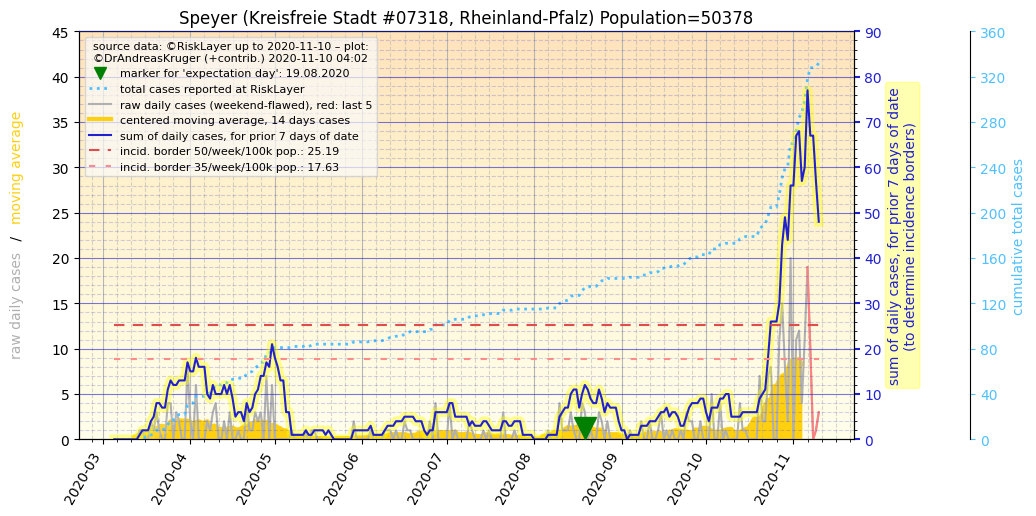 Speyer (Kreisfreie Stadt #07318, Rheinland-Pfalz) Population=50378
source data: ©RiskLayer up to 2020-11-10 – plot:
©DrAndreasKruger (+contrib.) 2020-11-10 04:02
marker for 'expectation day': 19.08.2020
total cases reported at RiskLayer
raw daily cases (weekend-flawed), red: last 5
centered moving average, 14 days cases
sum of daily cases, for prior 7 days of date
incid. border 50/week/100k pop.: 25.19
incid. border 35/week/100k pop.: 17.63
raw daily cases / moving average
45
40
35
30
25
20
15
10
5
0
2020-03
2020-04
2020-05
2020-06
2020-07
2020-08
2020-09
2020-10
2020-11
90
80
70
60
50
40
30
20
10
0
sum of daily cases, for prior 7 days of date
(to determine incidence borders)
360
320
280
240
200
160
120
80
40
0
cumulative total cases